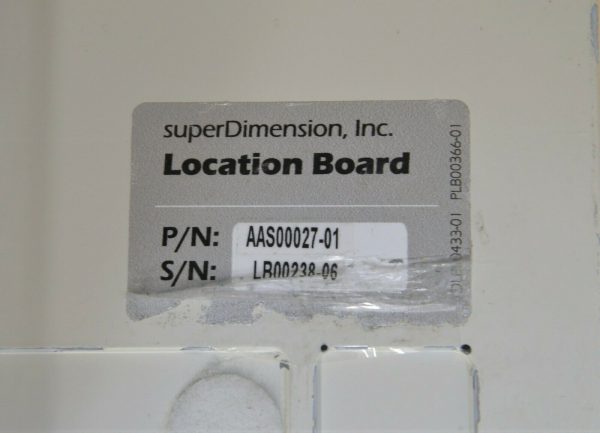 superDimension, Inc.
Location Board
P/N: AAS00027-01
S/N: LB00238-06
PLB00366-01